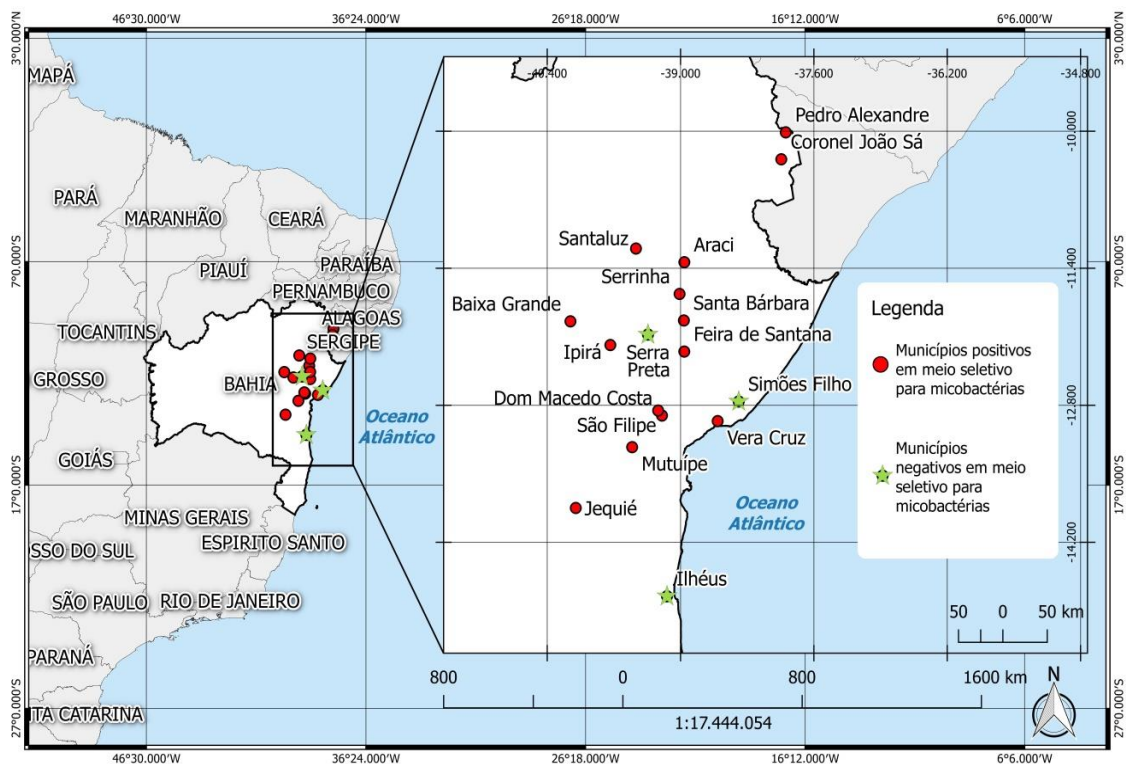 46°30.000'W
36°24.000'W
26°18.000'W
16°12.000'W
6°6.000'W
3°0.000'S
3°0.000'S
-40.400
-39.000
-37.600
-36.200
-34.800
MAPÁ
Pedro Alexandre
-10.000
Coronel João Sá
PARÁ
MARANHÃO
CEARÁ
Santaluz
Araci
7°0.000'S
PIAUÍ
PARAÍBA
Serrinha
-11.400
7°0.000'S
PERNAMBUCO
Baixa Grande
Santa Bárbara
Legenda
TOCANTINS
ALAGOAS
Feira de Santana
SERGIPE
Ipirá
Serra
Preta
Municípios positivos
em meio seletivo
para micobactérias
GROSSO
BAHIA
Simões Filho
Dom Macedo Costa
-12.800
Oceano
Atlântico
São Filipe
Vera Cruz
Municípios
negativos em meio
seletivo para
micobactérias
GOIÁS
Mutuípe
17°0.000'S
17°0.000'S
Jequié
Oceano
Atlântico
MINAS GERAIS
OSSO DO SUL
ESPIRITO SANTO
-14.200
Ilhéus
SÃO PAULO
RIO DE JANEIRO
50 0 50 km
PARANÁ
800 0 800 1600 km
N
TA CATARINA
1:17.444.054
27°0.000'S
27°0.000'S
46°30.000'W
36°24.000'W
26°18.000'W
16°12.000'W
6°6.000'W